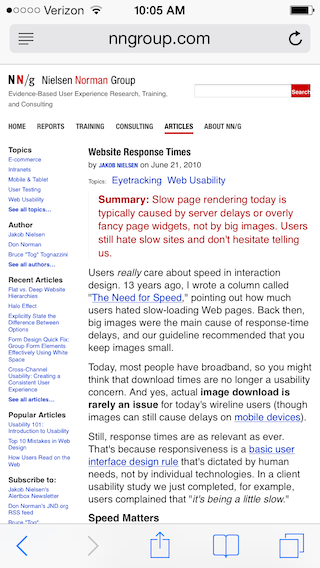 Verizon 10:05 AM
nngroup.com
NN/g Nielsen Norman Group
Evidence-Based User Experience Research, Training,
and Consulting
Search
HOME REPORTS TRAINING CONSULTING ARTICLES ABOUT NN/G
Topics
E-commerce
Intranets
Mobile & Tablet
User Testing
Web Usability
See all topics...
Author
Jakob Nielsen
Don Norman
Bruce "Tog" Tognazzini
See all authors...
Recent Articles
Flat vs. Deep Website
Hierarchies
Halo Effect
Explicitly State the
Difference Between
Options
Form Design Quick Fix:
Group Form Elements
Effectively Using White
Space
Cross-Channel
Usability: Creating a
Consistent User
Experience
See all articles...
Popular Articles
Usability 101:
Introduction to Usability
Top 10 Mistakes in Web
Design
How Users Read on the
Web
Subscribe to:
Jakob Nielsen's
Alertbox Newsletter
Don Norman's JND.org
RSS feed
Bruce "Tog"
Website Response Times
by JAKOB NIELSEN on June 21, 2010
Topics: Eyetracking Web Usability
Summary: Slow page rendering today is
typically caused by server delays or overly
fancy page widgets, not by big images. Users
still hate slow sites and don't hesitate telling
us.
Users really care about speed in interaction
design. 13 years ago, I wrote a column called
"The Need for Speed," pointing out how much
users hated slow-loading Web pages. Back then,
big images were the main cause of response-time
delays, and our guideline recommended that you
keep images small.
Today, most people have broadband, so you might
think that download times are no longer a usability
concern. And yes, actual image download is
rarely an issue for today's wireline users (though
images can still cause delays on mobile devices).
Still, response times are as relevant as ever.
That's because responsiveness is a basic user
interface design rule that's dictated by human
needs, not by individual technologies. In a client
usability study we just completed, for example,
users complained that "it's being a little slow."
Speed Matters